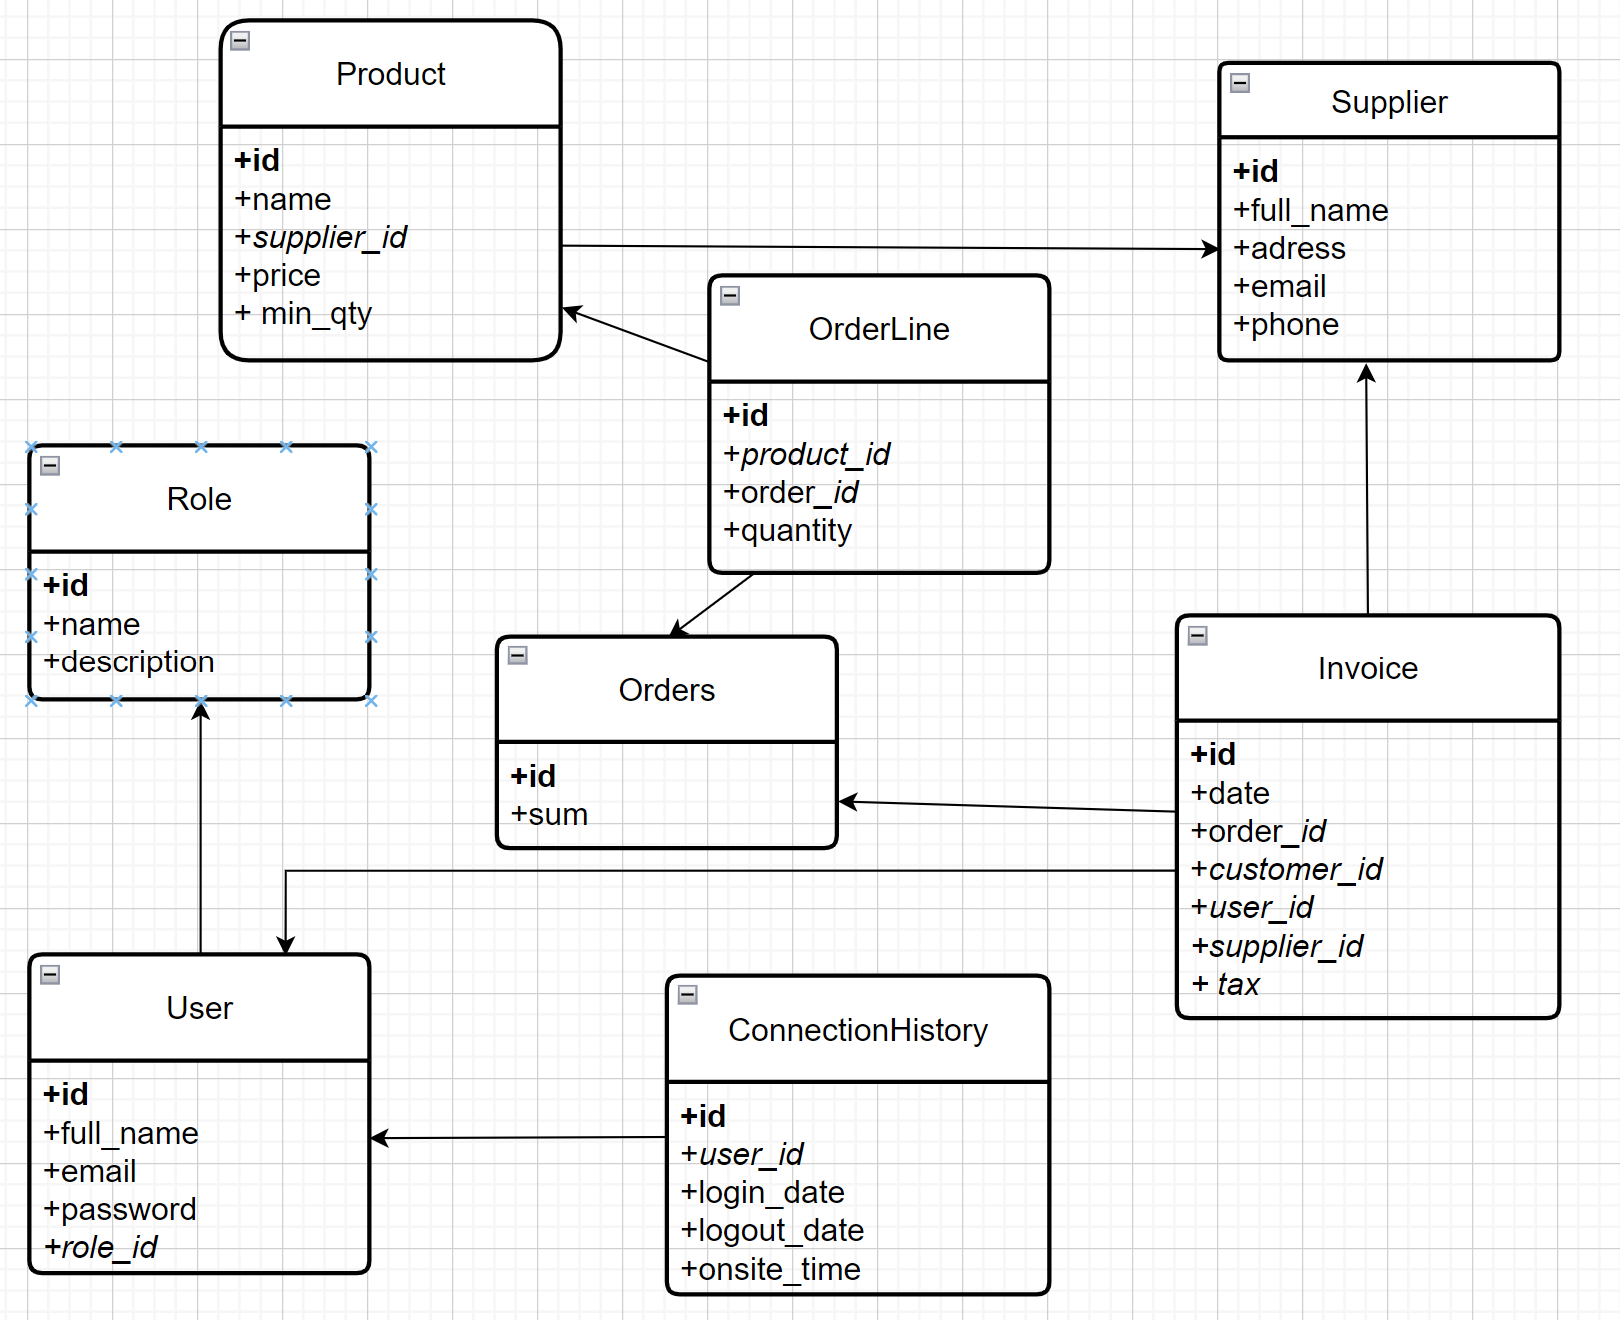 Product
+id
+name
+supplier_id
+price
+ min_qty
Supplier
+id
+full_name
+adress
+email
+phone
OrderLine
+id
+product_id
+order_id
+quantity
Role
+id
+name
+description
Orders
+id
+sum
Invoice
+id
+date
+order_id
+customer_id
+user_id
+supplier_id
+ tax
User
+id
+full_name
+email
+password
+role_id
ConnectionHistory
+id
+user_id
+login_date
+logout_date
+onsite_time